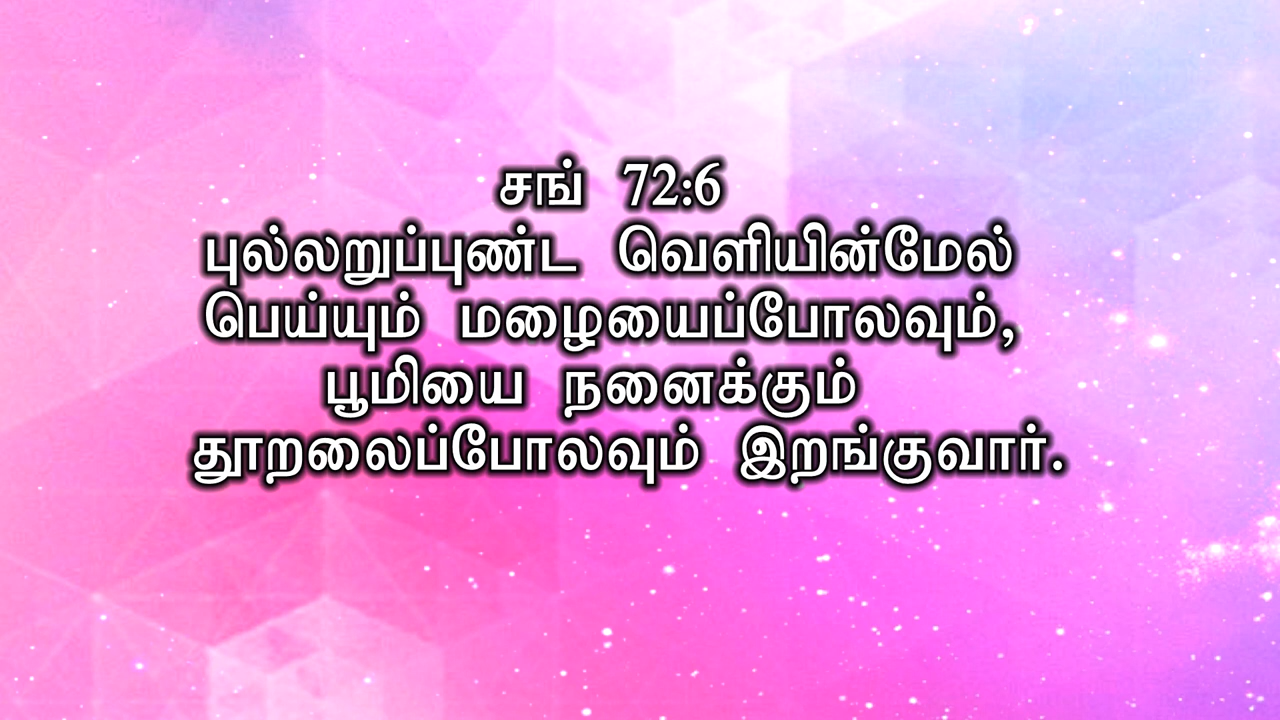 சங் 72:6
புல்லறுப்புண்ட வெளியின்மேல்
பெய்யும் மழையைப்போலவும்,
பூமியை நனைக்கும்
தூறலைப்போலவும் இறங்குவார்.